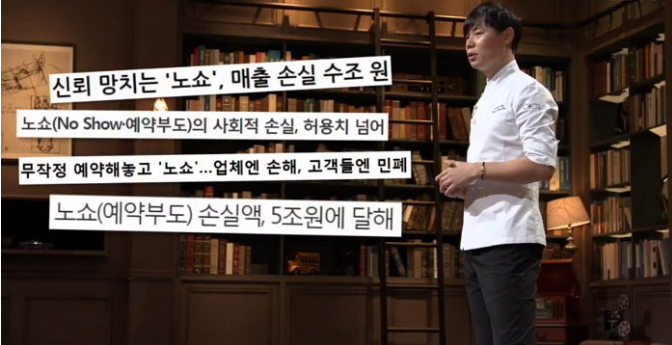 신뢰 망치는 '노쇼', 매출 손실 수조 원
노쇼(No Show·예약부도)의 사회적 손실, 허용치 넘어
무작정 예약해놓고 '노쇼'...업체엔 손해, 고객들엔 민폐
노쇼(예약부도) 손실액, 5조원에 달해